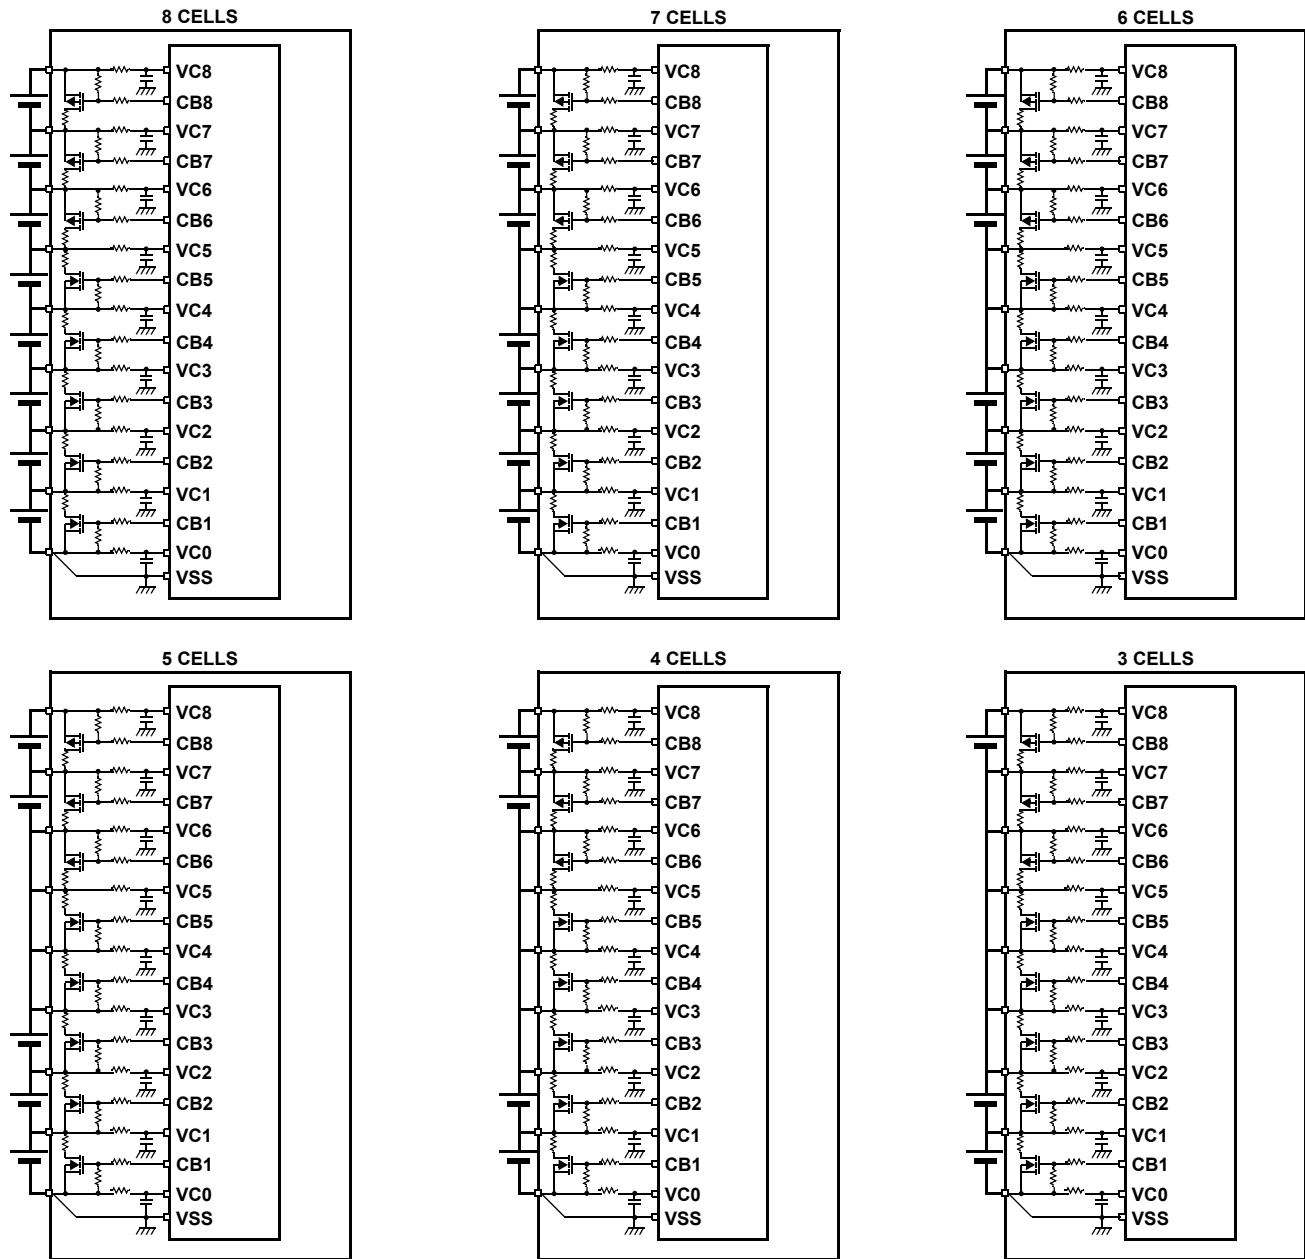 8 CELLS
VC8
CB8
VC7
CB7
VC6
CB6
VC5
CB5
VC4
CB4
VC3
CB3
VC2
CB2
VC1
CB1
VC0
VSS
7 CELLS
VC8
CB8
VC7
CB7
VC6
CB6
VC5
CB5
VC4
CB4
VC3
CB3
VC2
CB2
VC1
CB1
VC0
VSS
6 CELLS
VC8
CB8
VC7
CB7
VC6
CB6
VC5
CB5
VC4
CB4
VC3
CB3
VC2
CB2
VC1
CB1
VC0
VSS
5 CELLS
VC8
CB8
VC7
CB7
VC6
CB6
VC5
CB5
VC4
CB4
VC3
CB3
VC2
CB2
VC1
CB1
VC0
VSS
4 CELLS
VC8
CB8
VC7
CB7
VC6
CB6
VC5
CB5
VC4
CB4
VC3
CB3
VC2
CB2
VC1
CB1
VC0
VSS
3 CELLS
VC8
CB8
VC7
CB7
VC6
CB6
VC5
CB5
VC4
CB4
VC3
CB3
VC2
CB2
VC1
CB1
VC0
VSS